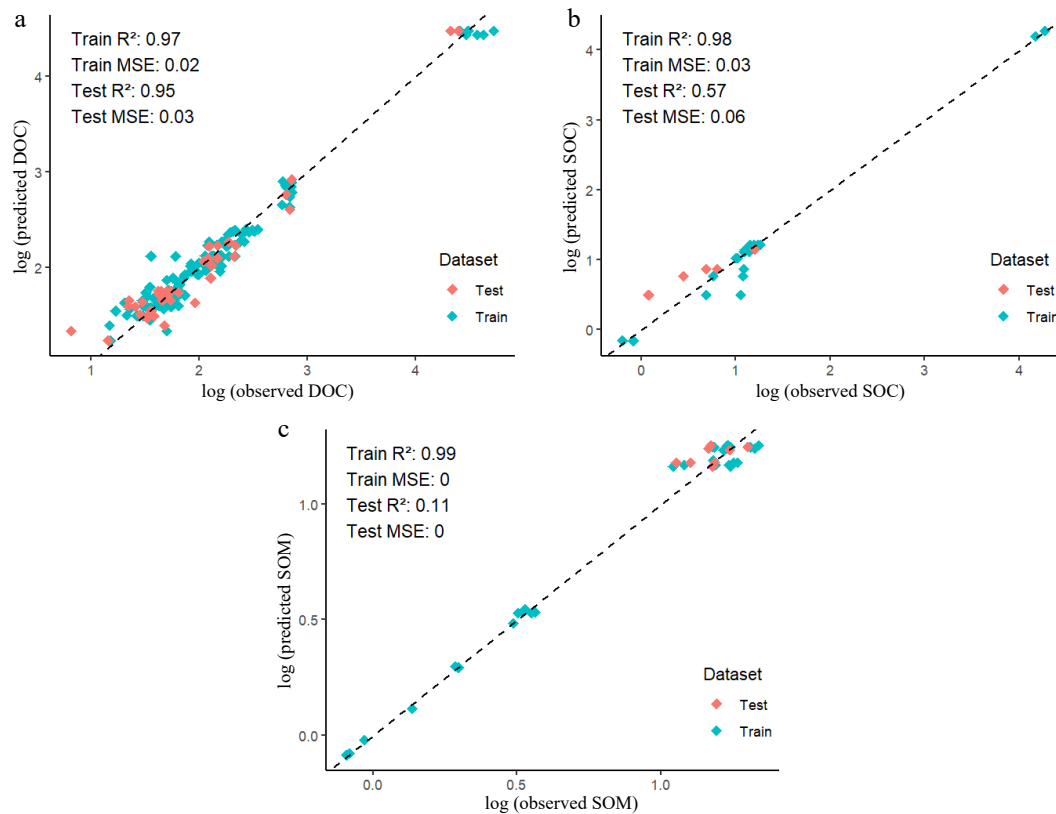 a
Train R²: 0.97
Train MSE: 0.02
Test R²: 0.95
Test MSE: 0.03
log (predicted DOC)
4
3
2
Dataset
Test
Train
1
2
3
4
log (observed DOC)
b
Train R²: 0.98
Train MSE: 0.03
Test R²: 0.57
Test MSE: 0.06
log (predicted SOC)
4
3
2
1
0
Dataset
Test
Train
0
1
2
3
4
log (observed SOC)
c
Train R²: 0.99
Train MSE: 0
Test R²: 0.11
Test MSE: 0
log (predicted SOM)
1.0
0.5
0.0
Dataset
Test
Train
0.0
0.5
1.0
log (observed SOM)